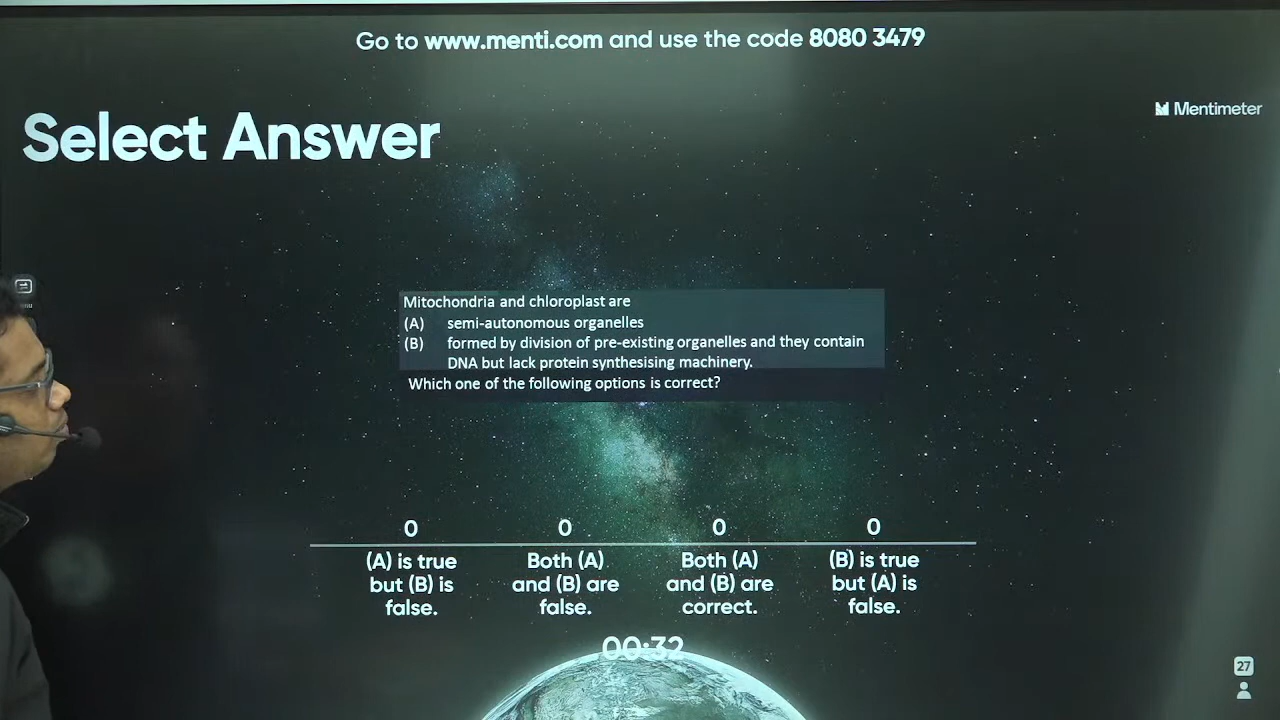 Go to www.menti.com and use the code 8080 3479
Mentimeter
Select Answer
Mitochondria and chloroplast are
(A) semi-autonomous organelles
(B) formed by division of pre-existing organelles and they contain
DNA but lack protein synthesising machinery.
Which one of the following options is correct?
0 0 0 0
(A) is true Both (A) Both (A) (B) is true
but (B) is and (B) are and (B) are but (A) is
false. false. correct. false.
00:32
27